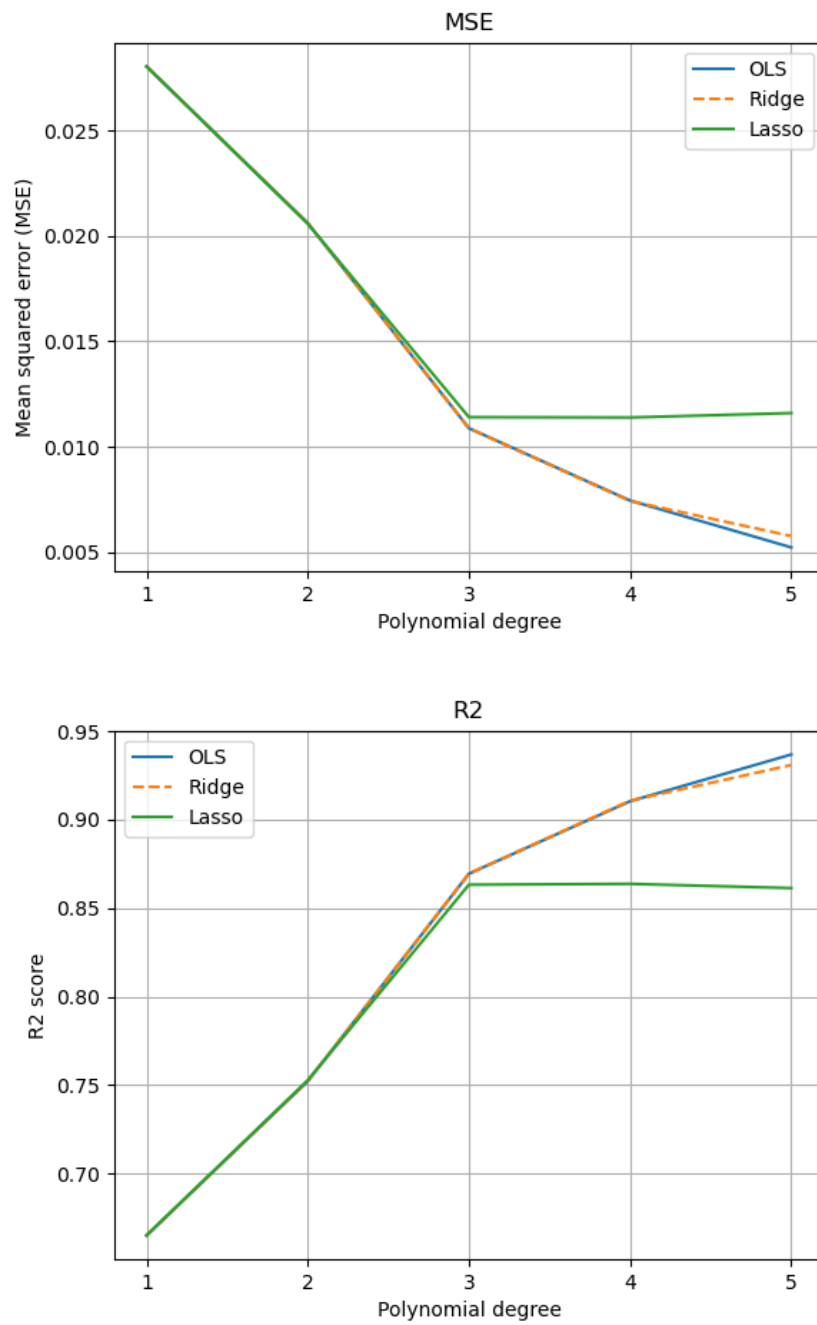 MSE
OLS
Ridge
Lasso
0.025
0.020
0.015
0.010
0.005
Mean squared error (MSE)
1 2 3 4 5
Polynomial degree
R2
OLS
Ridge
Lasso
0.95
0.90
0.85
0.80
0.75
0.70
R2 score
1 2 3 4 5
Polynomial degree